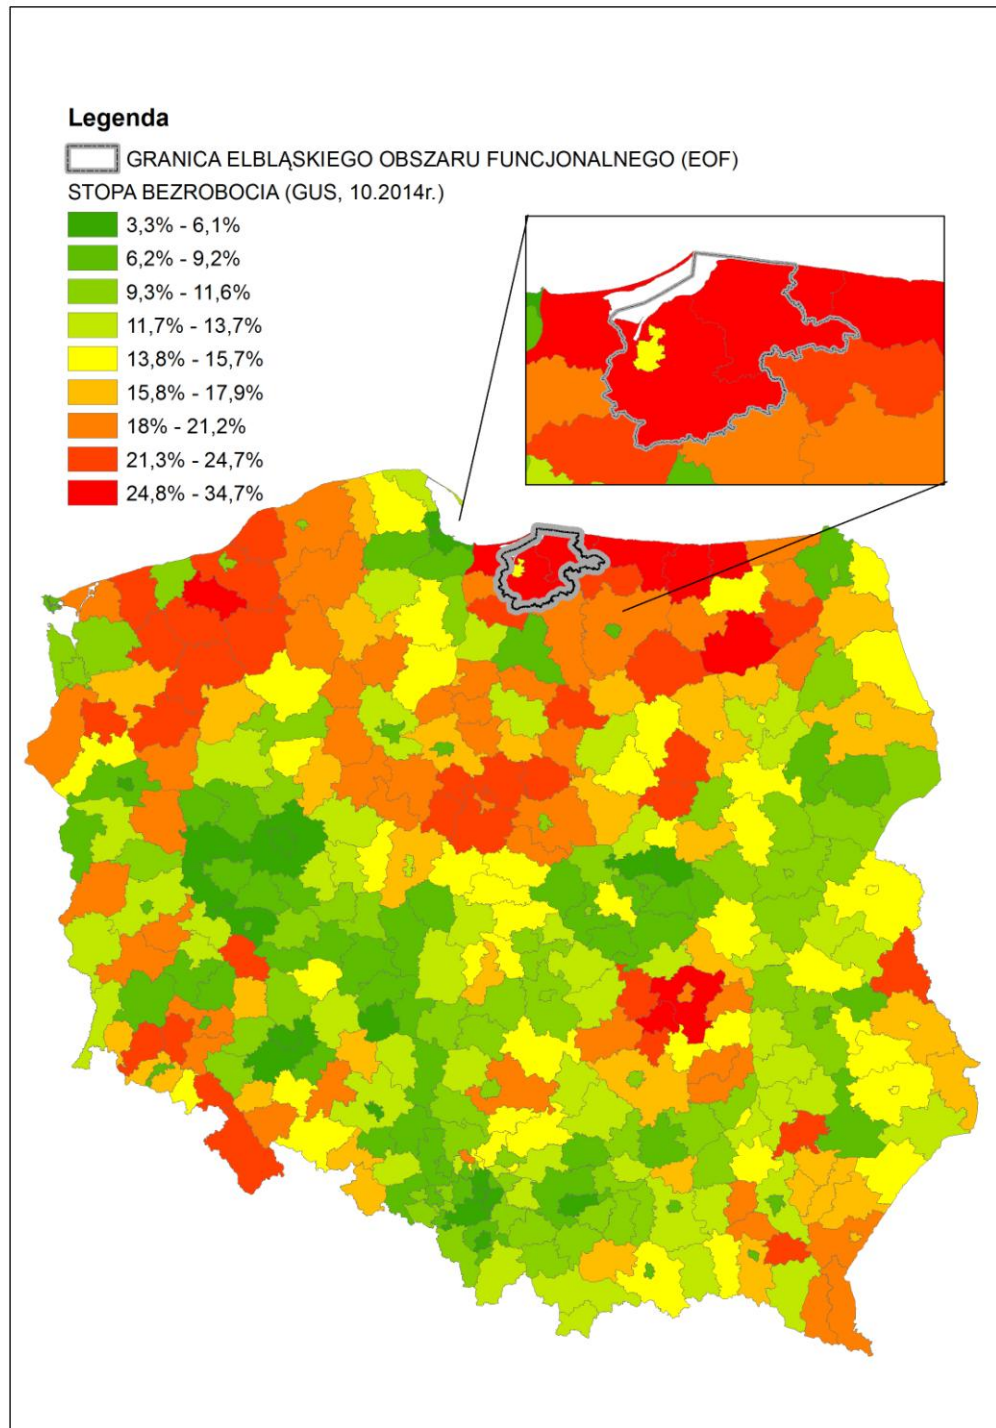 Legenda
GRANICA ELBLĄSKIEGO OBSZARU FUNCJONALNEGO (EOF)
STOPA BEZROBOCIA (GUS, 10.2014r.)
3,3% - 6,1%
6,2% - 9,2%
9,3% - 11,6%
11,7% - 13,7%
13,8% - 15,7%
15,8% - 17,9%
18% - 21,2%
21,3% - 24,7%
24,8% - 34,7%